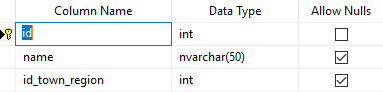 Column Name Data Type Allow Nulls
id int
name nvarchar(50)
id_town_region int